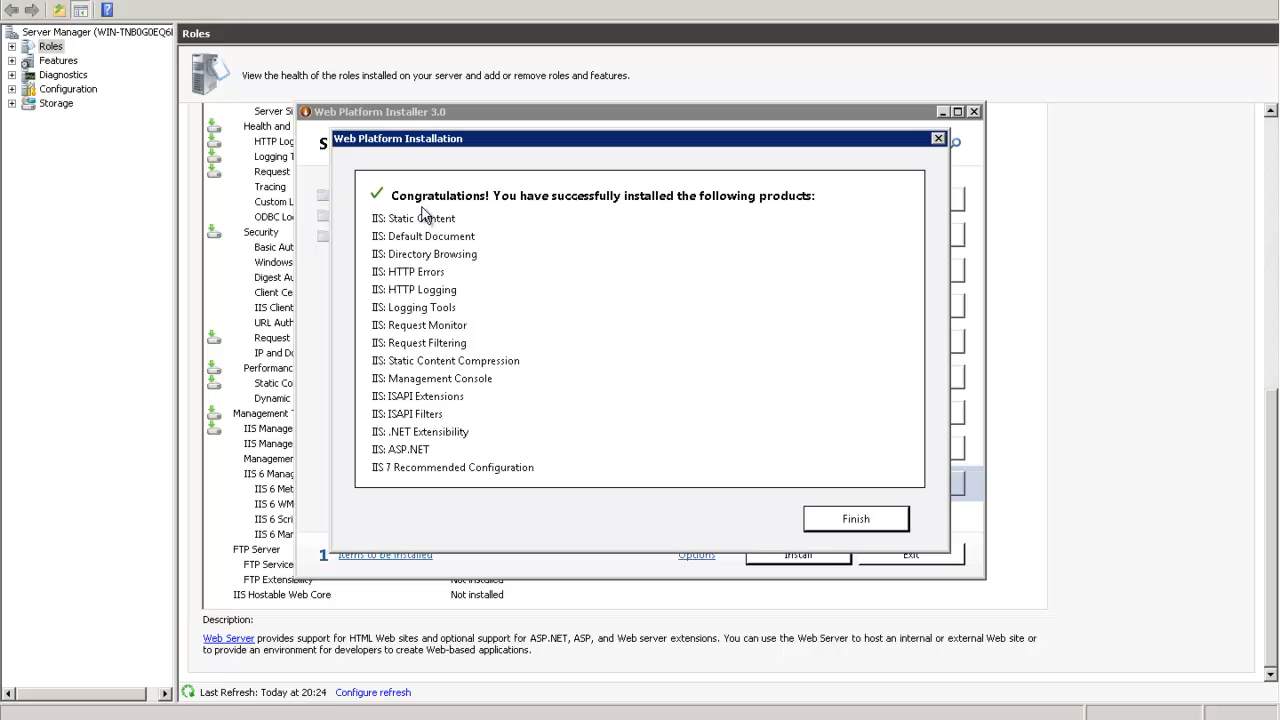 Server Manager (WIN-TNB0G0EQ6
Roles
Features
Diagnostics
Configuration
Storage
Roles
View the health of the roles installed on your server and add or remove roles and features.
Server Si
Health and
HTTP Log
Logging T
Request
Tracing
Custom L
ODBC Lo
Security
Basic Aut
Windows
Digest Au
Client Ce
IIS Client
URL Auth
Request
IP and Do
Performanc
Static Co
Dynamic
Management T
IIS Manage
IIS Manage
Management
IIS 6 Manag
IIS 6 Met
IIS 6 WM
IIS 6 Scri
IIS 6 Mar
FTP Server
FTP Service
FTP Extensibility
Not installed
IIS Hostable Web Core
Not installed
Web Platform Installer 3.0
S
Web Platform Installation
Congratulations! You have successfully installed the following products:
IIS: Static Content
IIS: Default Document
IIS: Directory Browsing
IIS: HTTP Errors
IIS: HTTP Logging
IIS: Logging Tools
IIS: Request Monitor
IIS: Request Filtering
IIS: Static Content Compression
IIS: Management Console
IIS: ISAPI Extensions
IIS: ISAPI Filters
IIS: .NET Extensibility
IIS: ASP.NET
IIS 7 Recommended Configuration
Finish
1 Items to be installed
Options
Install
Exit
Description:
Web Server provides support for HTML Web sites and optional support for ASP.NET, ASP, and Web server extensions. You can use the Web Server to host an internal or external Web site or
to provide an environment for developers to create Web-based applications.
Last Refresh: Today at 20:24 Configure refresh